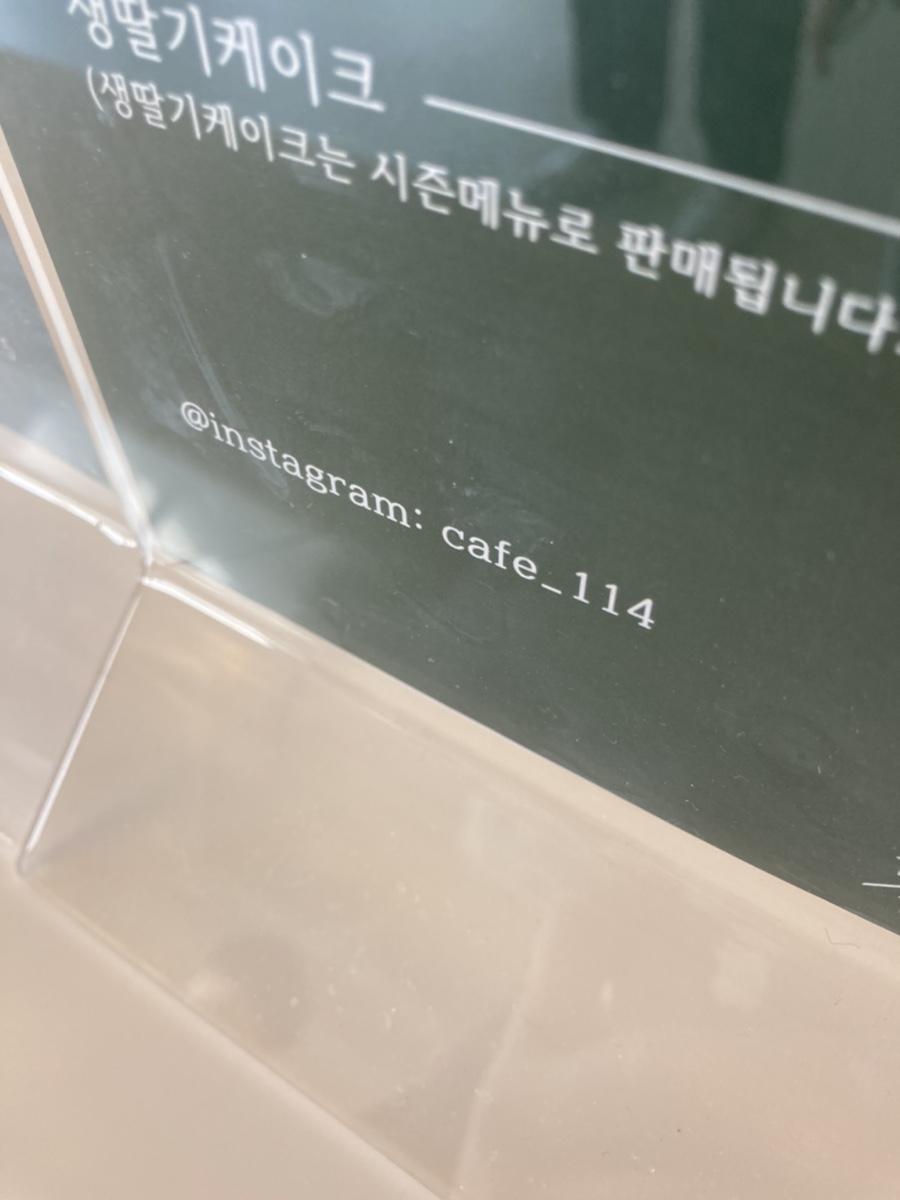 생딸기케이크
(생딸기케이크는 시즌메뉴로 판매됩니다.
@instagram: cafe_114